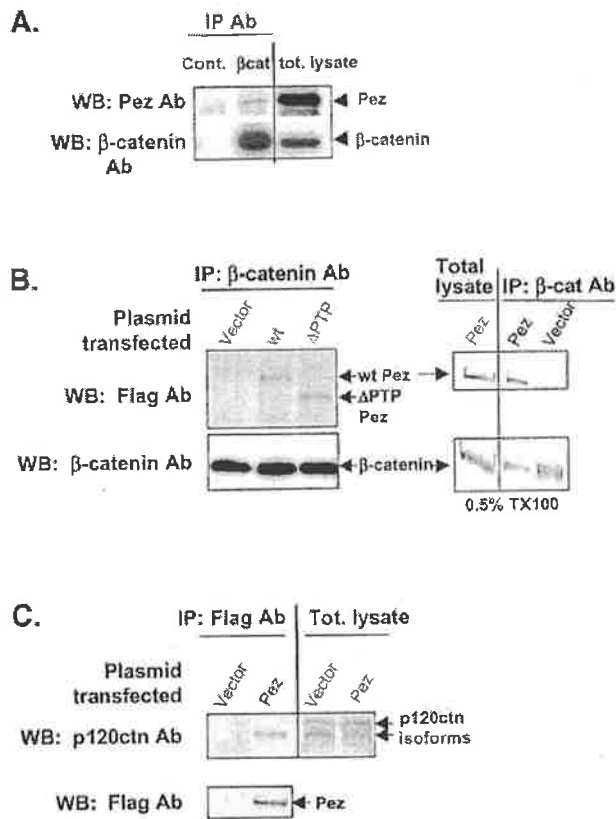 A.
IP Ab
Cont. βcat tot. lysate
WB: Pez Ab Pez
WB: β-catenin Ab β-catenin
B.
IP: β-catenin Ab
Plasmid transfected Vector wt ΔPTP
WB: Flag Ab wt Pez
ΔPTP Pez
WB: β-catenin Ab β-catenin
Total lysate IP: β-cat Ab
Pez Pez Vector
0.5% TX100
C.
IP: Flag Ab Tot. lysate
Plasmid transfected Vector Pez Vector Pez
WB: p120ctn Ab p120ctn isoforms
WB: Flag Ab Pez